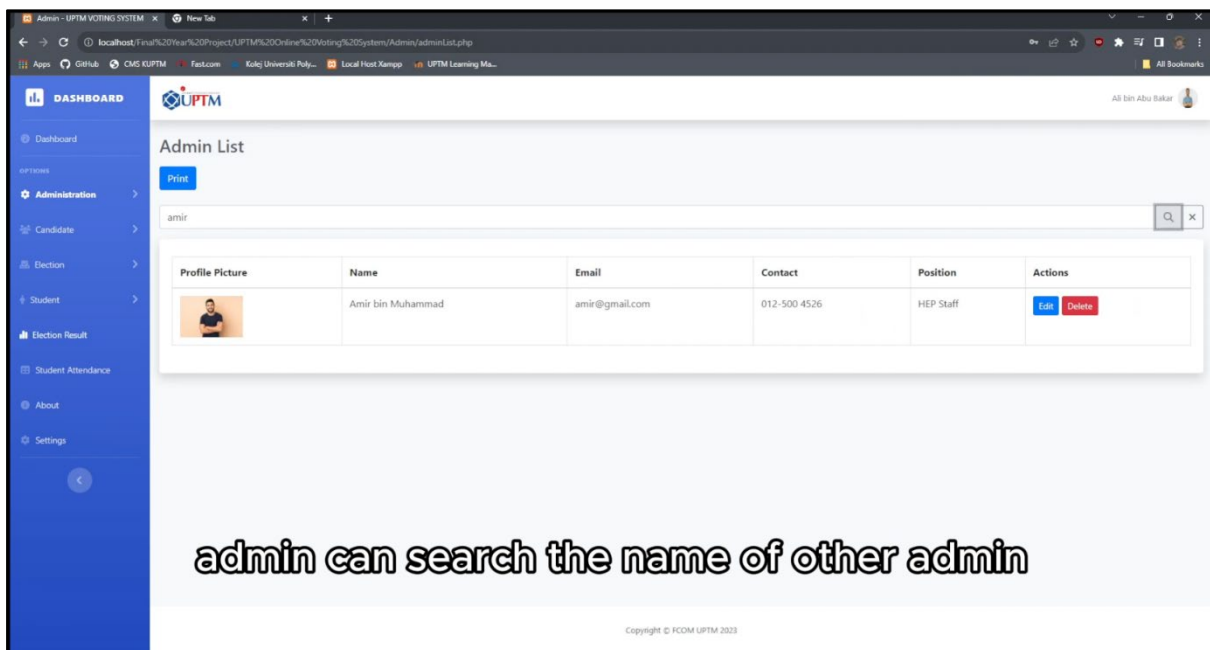 Admin - UPTM VOTING SYSTEM
New Tab
localhost/Final%20Year%20Project/UPTM%20Online%20Voting%20System/Admin/adminList.php
Apps GitHub CMS KUPTM Fast.com Kolej Universiti Poly... Local Host Xampp UPTM Learning Ma... All Bookmarks
DASHBOARD
UPTM
Ali bin Abu Bakar
Dashboard
Admin List
OPTIONS
Print
Administration
amir
Candidate
Election
Profile Picture Name Email Contact Position Actions
Student
Amir bin Muhammad amir@gmail.com 012-500 4526 HEP Staff Edit Delete
Election Result
Student Attendance
About
Settings
admin can search the name of other admin
Copyright © FCOM UPTM 2023